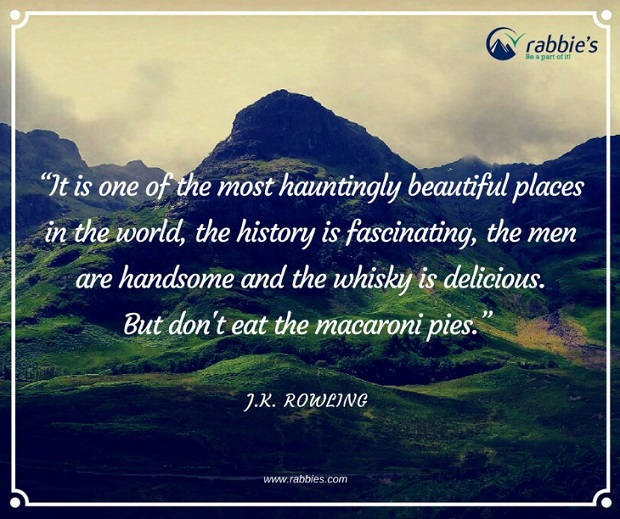 rabbie's
Be a part of it!
“It is one of the most hauntingly beautiful places
in the world, the history is fascinating, the men
are handsome and the whisky is delicious.
But don't eat the macaroni pies.”
J.K. ROWLING
www.rabbies.com